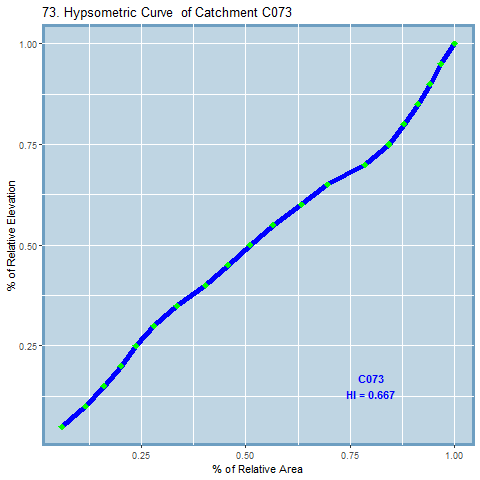 73. Hypsometric Curve  of Catchment C073
1.00
0.75
0.50
0.25
% of Relative Elevation
C073
HI = 0.667
0.25 0.50 0.75 1.00
% of Relative Area